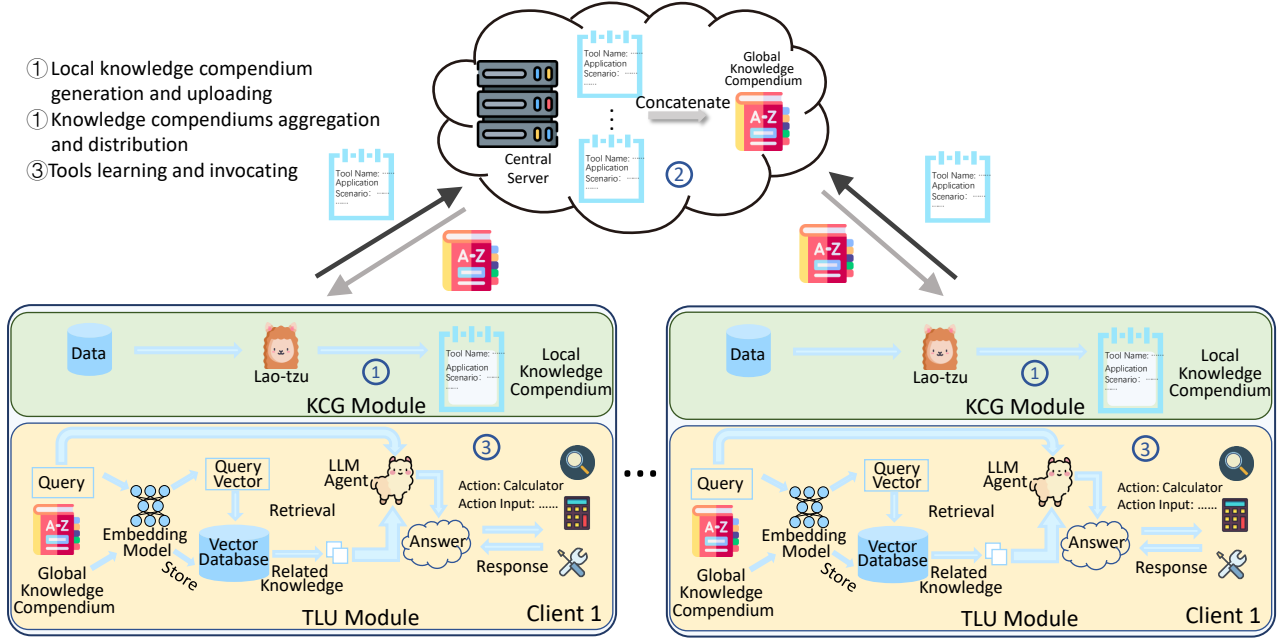 ① Local knowledge compendium
generation and uploading
① Knowledge compendiums aggregation
and distribution
③ Tools learning and invocating
Tool Name: ……
Application
Scenario: ……
……
Central
Server
Tool Name: ……
Application
Scenario: ……
……
⋮
Tool Name: ……
Application
Scenario: ……
……
Concatenate
②
Global
Knowledge
Compendium
A-Z
Tool Name: ……
Application
Scenario: ……
……
A-Z
A-Z
Data
Lao-tzu
①
Tool Name: ……
Application
Scenario: ……
……
Local
Knowledge
Compendium
KCG Module
Query
A-Z
Global
Knowledge
Compendium
Embedding
Model
Query
Vector
Store
Vector
Database
Retrieval
Related
Knowledge
LLM
Agent
③
Answer
Action: Calculator
Action Input: ……
Response
TLU Module
Client 1
...
Data
Lao-tzu
①
Tool Name: ……
Application
Scenario: ……
……
Local
Knowledge
Compendium
KCG Module
Query
A-Z
Global
Knowledge
Compendium
Embedding
Model
Query
Vector
Store
Vector
Database
Retrieval
Related
Knowledge
LLM
Agent
③
Answer
Action: Calculator
Action Input: ……
Response
TLU Module
Client 1